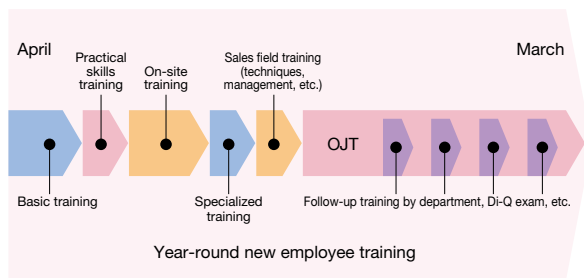 April
March
Practical
skills
training
On-site
training
Sales field training
(techniques,
management, etc.)
OJT
Basic training
Specialized
training
Follow-up training by department, Di-Q exam, etc.
Year-round new employee training